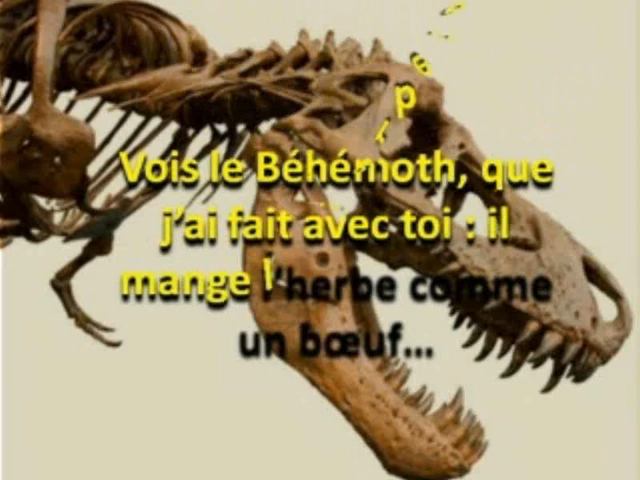 Vois le Béhémoth, que
j'ai fait avec toi : il
mange l'herbe comme
un bœuf...